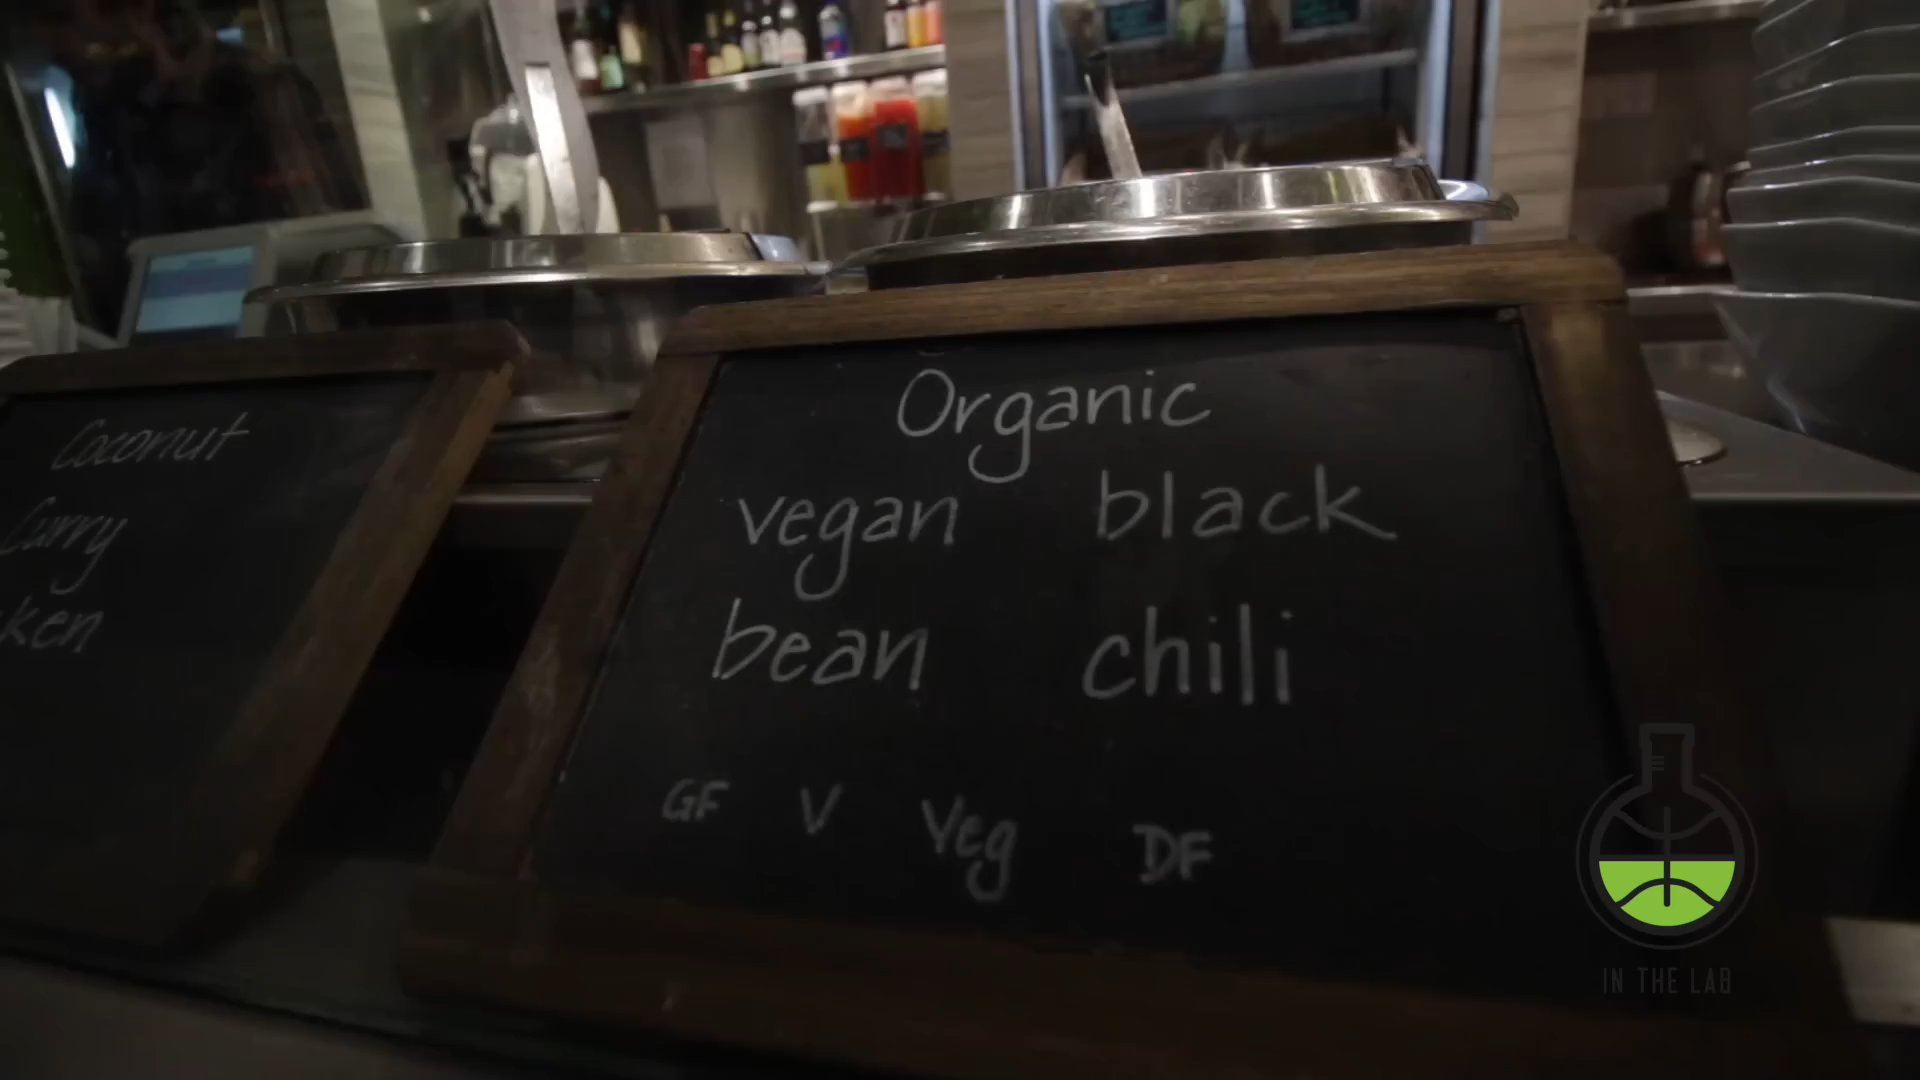 Coconut
Curry
Organic
vegan black
bean chili
GF V Veg DF
IN THE LAB